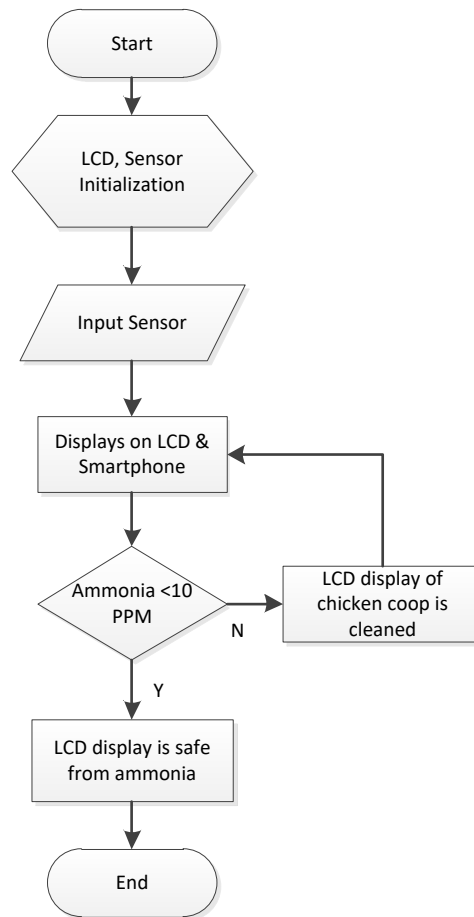 Start
LCD, Sensor
Initialization
Input Sensor
Displays on LCD &
Smartphone
Ammonia <10
PPM
N
LCD display of
chicken coop is
cleaned
Y
LCD display is safe
from ammonia
End